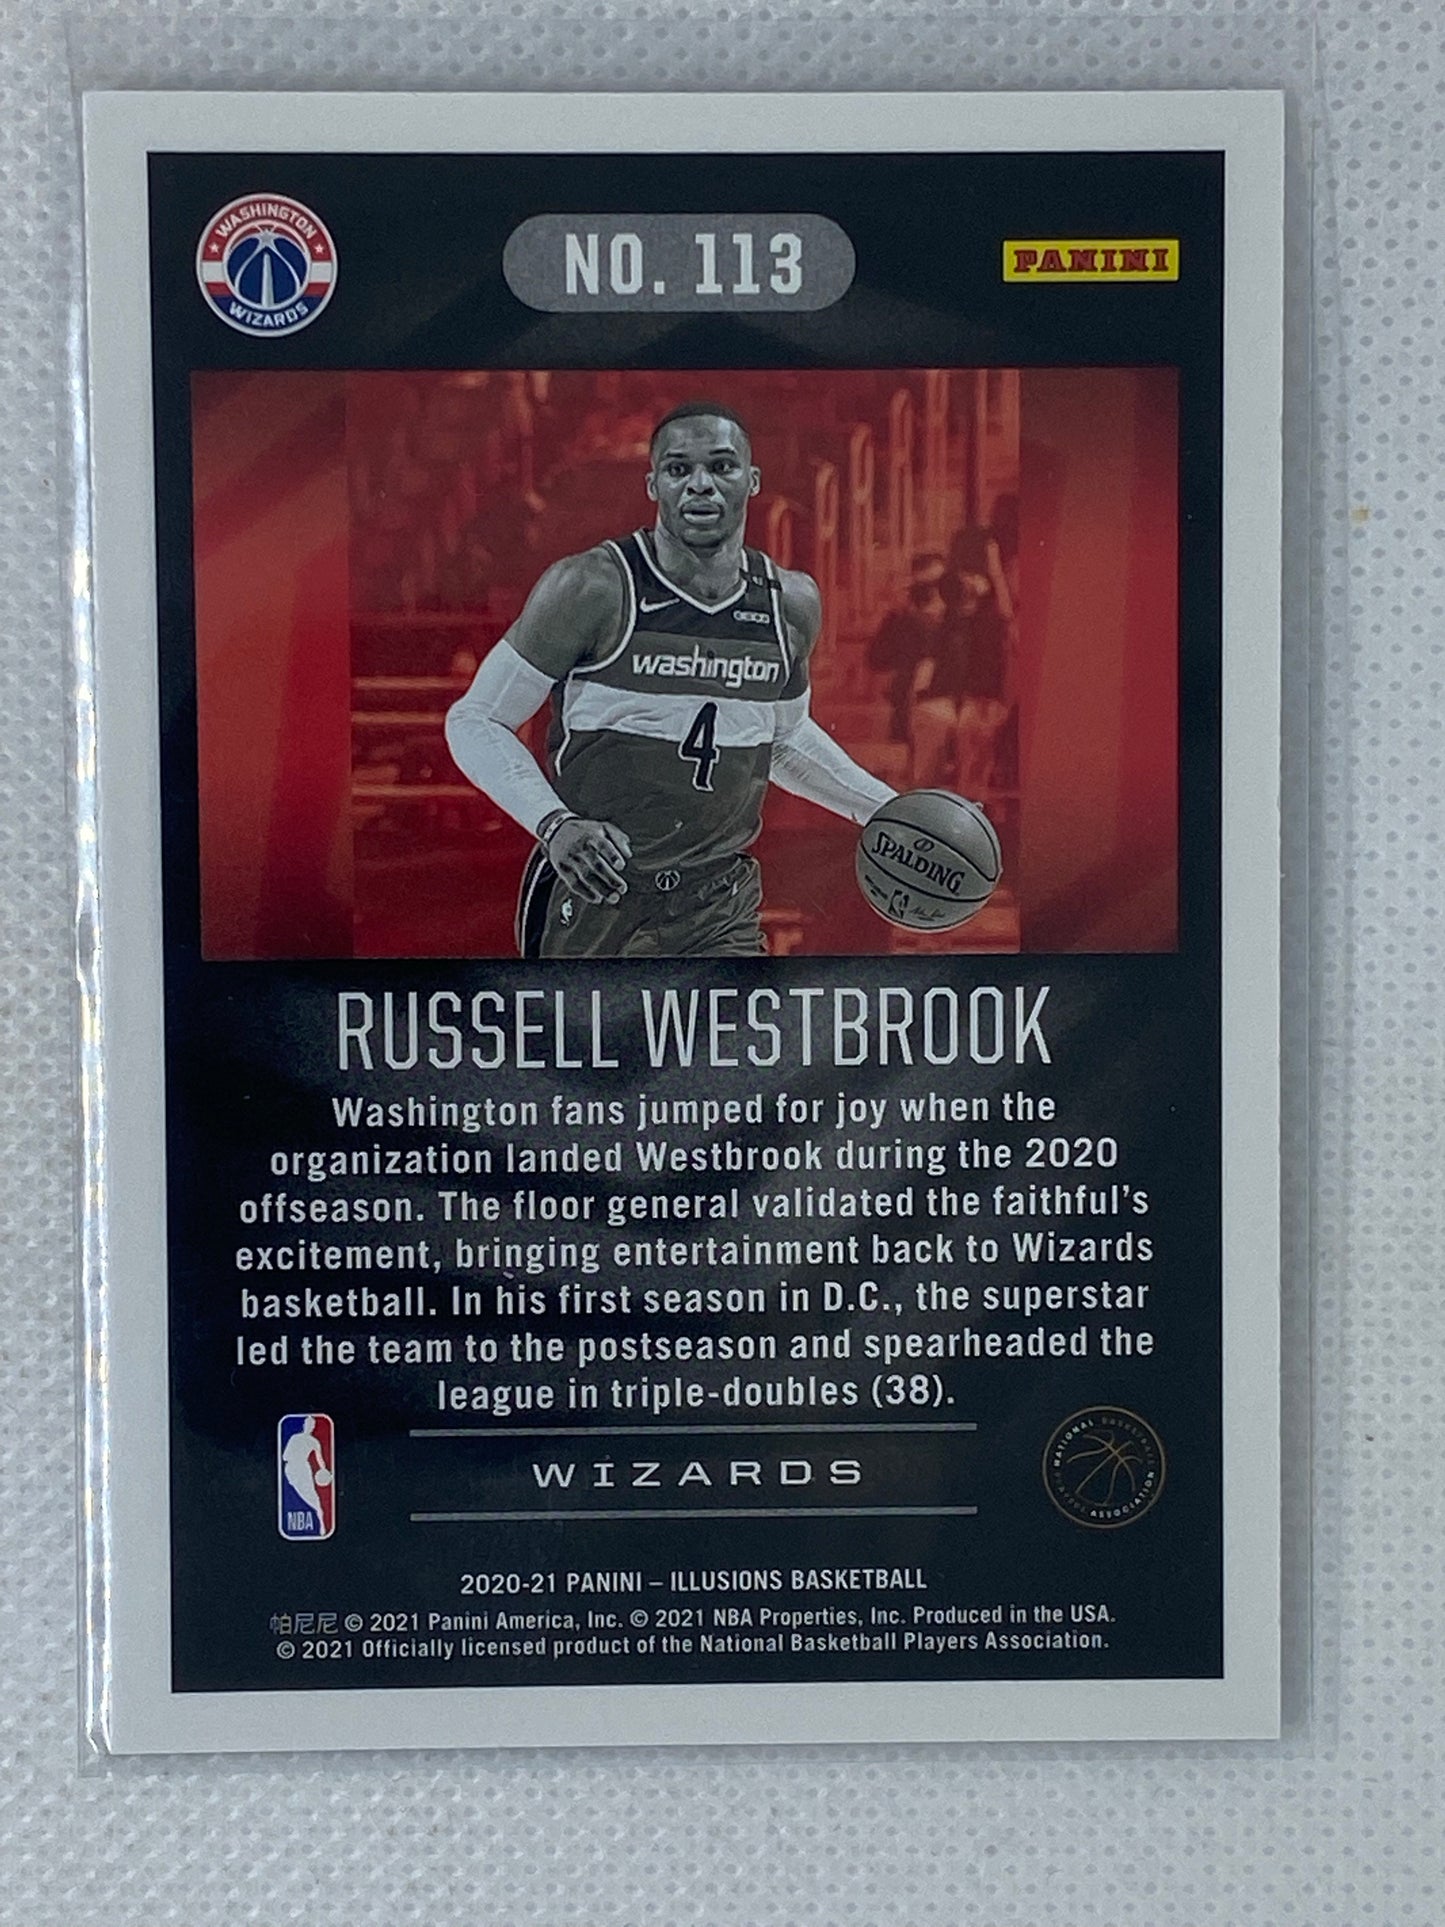 WASHINGTON
WIZARDS
NO. 113
PANINI
washington
4
SPALDING
RUSSELL WESTBROOK
Washington fans jumped for joy when the
organization landed Westbrook during the 2020
offseason. The floor general validated the faithful's
excitement, bringing entertainment back to Wizards
basketball. In his first season in D.C., the superstar
led the team to the postseason and spearheaded the
league in triple-doubles (38).
WIZARDS
NBA
NATIONAL BASKETBALL
PLAYERS ASSOCIATION
2020-21 PANINI – ILLUSIONS BASKETBALL
帕尼尼 © 2021 Panini America, Inc. © 2021 NBA Properties, Inc. Produced in the USA.
© 2021 Officially licensed product of the National Basketball Players Association.